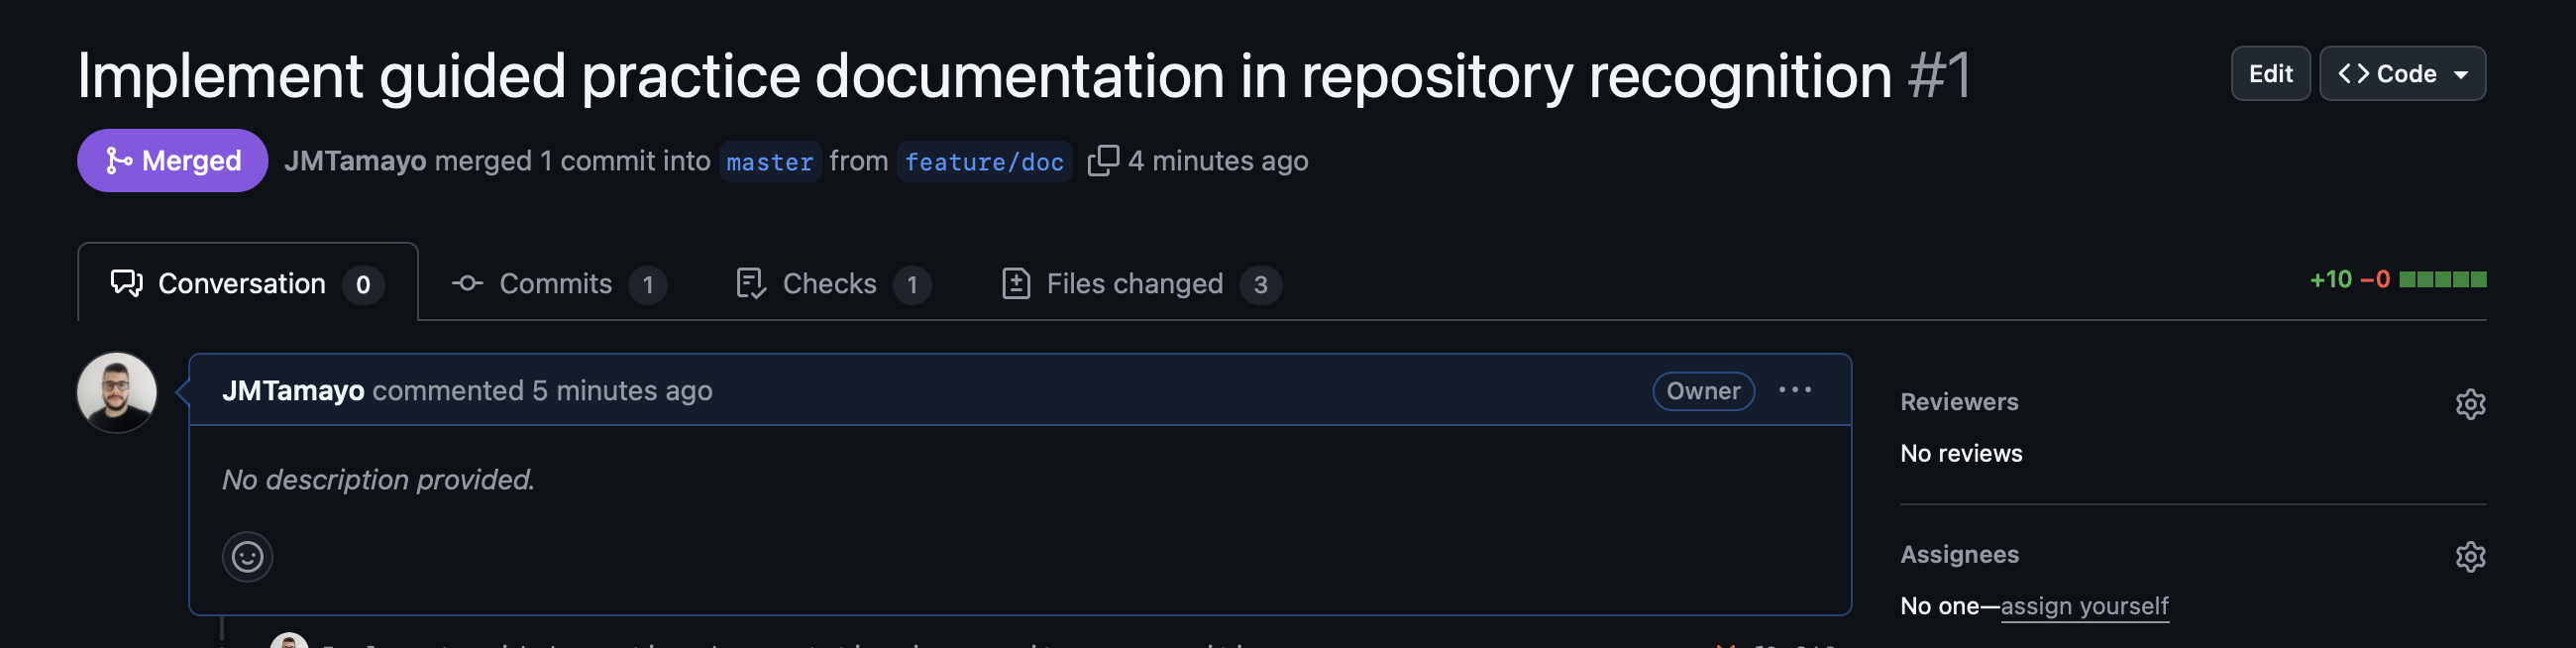 Implement guided practice documentation in repository recognition #1
Edit
Code
Merged
JMTamayo merged 1 commit into master from feature/doc 4 minutes ago
Conversation 0
Commits 1
Checks 1
Files changed 3
+10 −0
JMTamayo commented 5 minutes ago
Owner
No description provided.
Reviewers
No reviews
Assignees
No one—assign yourself